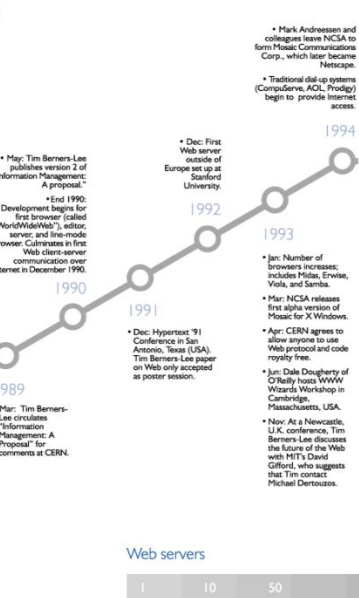 • Mark Andreessen and
colleagues leave NCSA to
form Mosaic Communications
Corp., which later became
Netscape.
• Traditional dial-up systems
(CompuServe, AOL, Prodigy)
begin to provide Internet
access.
1994
• Dec: First
Web server
outside of
Europe set up at
Stanford
University.
1992
• May: Tim Berners-Lee
publishes version 2 of
nformation Management:
A proposal."
• End 1990:
Development begins for
first browser (called
WorldWideWeb"), editor,
server, and line-mode
rowser. Culminates in first
Web client-server
communication over
ternet in December 1990.
1990
1993
• Jan: Number of
browsers increases;
includes Midas, Erwise,
Viola, and Samba.
• Mar: NCSA releases
first alpha version of
Mosaic for X Windows.
• Apr: CERN agrees to
allow anyone to use
Web protocol and code
royalty free.
• Jun: Dale Dougherty of
O'Reilly hosts WWW
Wizards Workshop in
Cambridge,
Massachusetts, USA.
• Nov: At a Newcastle,
U.K. conference, Tim
Berners-Lee discusses
the future of the Web
with MIT's David
Gifford, who suggests
that Tim contact
Michael Dertouzos.
1991
• Dec: Hypertext '91
Conference in San
Antonio, Texas (USA).
Tim Berners-Lee paper
on Web only accepted
as poster session.
989
Mar: Tim Berners-
Lee circulates
"Information
Management: A
Proposal" for
comments at CERN.
Web servers
1 10 50